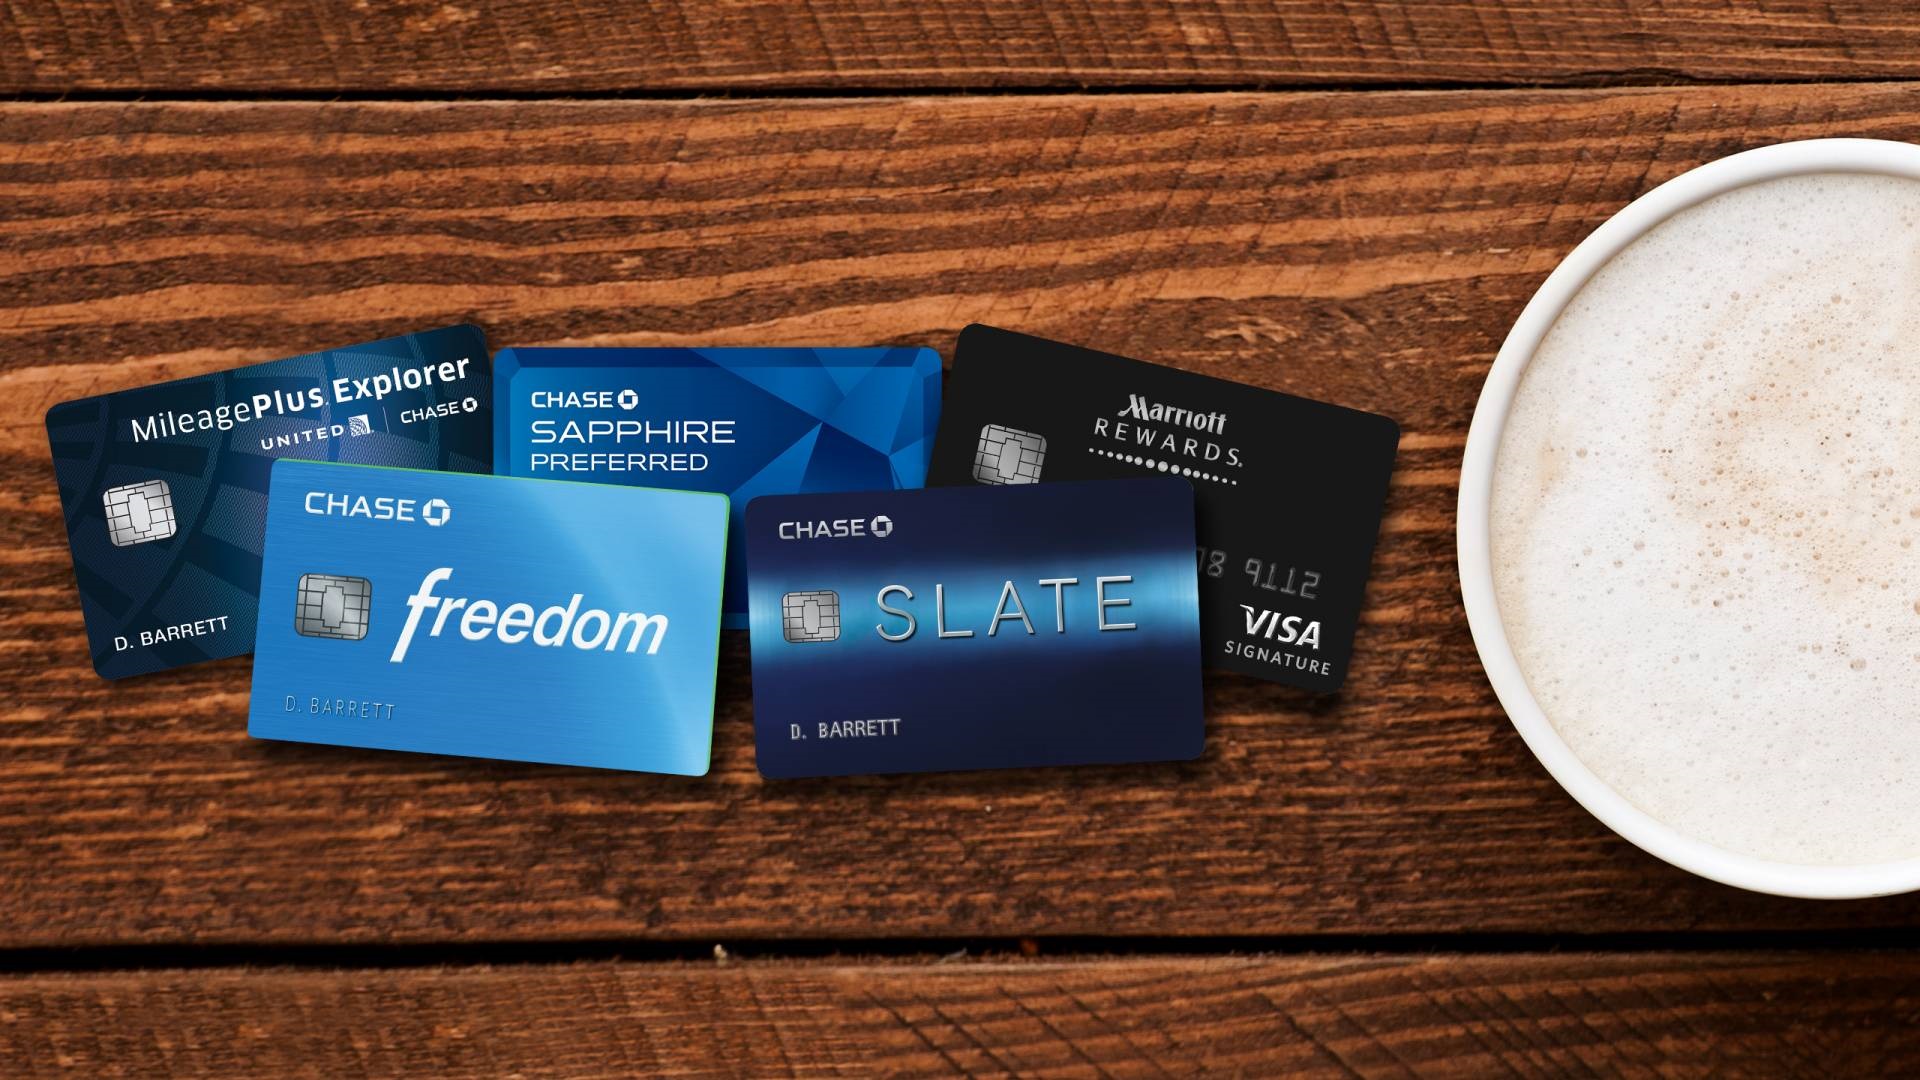 MileagePlus Explorer
UNITED CHASE
D. BARRETT
CHASE
SAPPHIRE
PREFERRED
Marriott
REWARDS
9112
VISA
SIGNATURE
CHASE
freedom
D. BARRETT
CHASE
SLATE
D. BARRETT